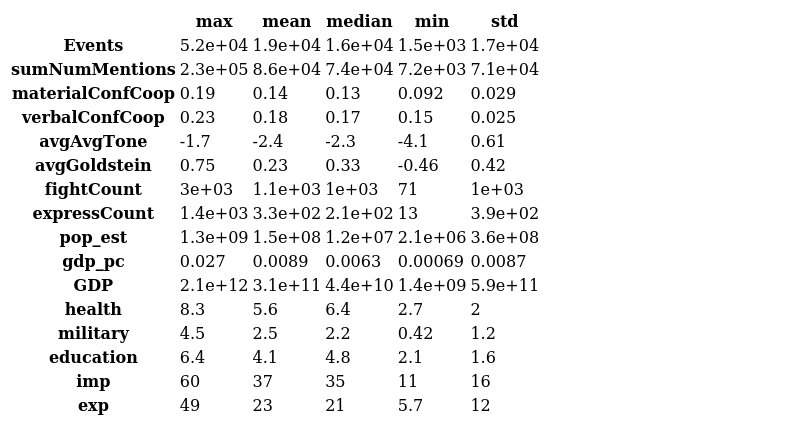 max mean median min std
Events 5.2e+04 1.9e+04 1.6e+04 1.5e+03 1.7e+04
sumNumMentions 2.3e+05 8.6e+04 7.4e+04 7.2e+03 7.1e+04
materialConfCoop 0.19 0.14 0.13 0.092 0.029
verbalConfCoop 0.23 0.18 0.17 0.15 0.025
avgAvgTone -1.7 -2.4 -2.3 -4.1 0.61
avgGoldstein 0.75 0.23 0.33 -0.46 0.42
fightCount 3e+03 1.1e+03 1e+03 71 1e+03
expressCount 1.4e+03 3.3e+02 2.1e+02 13 3.9e+02
pop_est 1.3e+09 1.5e+08 1.2e+07 2.1e+06 3.6e+08
gdp_pc 0.027 0.0089 0.0063 0.00069 0.0087
GDP 2.1e+12 3.1e+11 4.4e+10 1.4e+09 5.9e+11
health 8.3 5.6 6.4 2.7 2
military 4.5 2.5 2.2 0.42 1.2
education 6.4 4.1 4.8 2.1 1.6
imp 60 37 35 11 16
exp 49 23 21 5.7 12